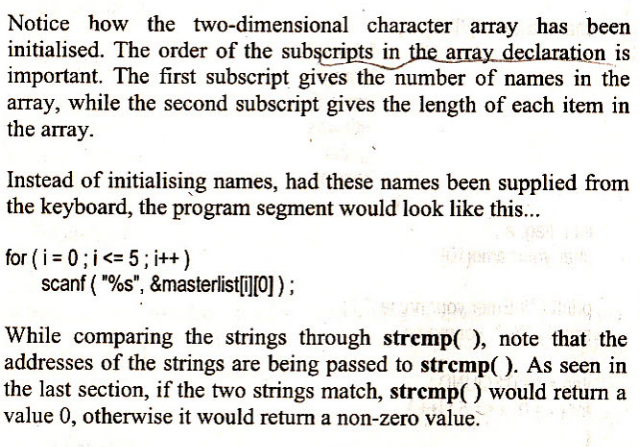 Notice how the two-dimensional character array has been
initialised. The order of the subscripts in the array declaration is
important. The first subscript gives the number of names in the
array, while the second subscript gives the length of each item in
the array.
Instead of initialising names, had these names been supplied from
the keyboard, the program segment would look like this...
for ( i = 0 ; i <= 5 ; i++ )
scanf ( "%s", &masterlist[i][0] ) ;
While comparing the strings through strcmp( ), note that the
addresses of the strings are being passed to strcmp( ). As seen in
the last section, if the two strings match, strcmp( ) would return a
value 0, otherwise it would return a non-zero value.